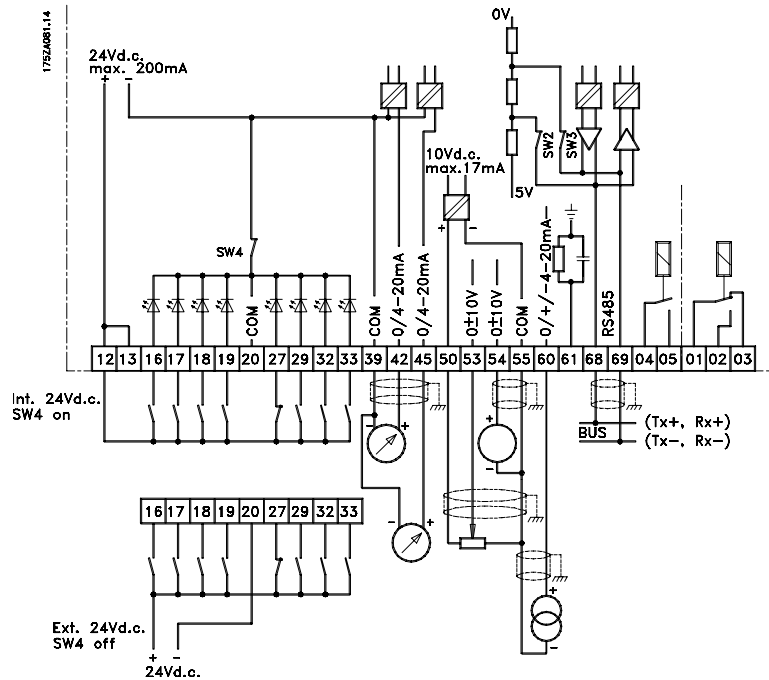 175ZA081.14
24Vd.c.
max. 200mA
+ -
0V
SW2
SW3
5V
10Vd.c.
max.17mA
+ -
SW4
COM
COM
0/4-20mA
0/4-20mA
0±10V
0±10V
COM
0/+/-4-20mA
RS485
12 13 16 17 18 19 20 27 29 32 33 39 42 45 50 53 54 55 60 61 68 69 04 05 01 02 03
Int. 24Vd.c.
SW4 on
- +
+
-
(Tx+, Rx+)
BUS
(Tx-, Rx-)
16 17 18 19 20 27 29 32 33
- +
+
-
Ext. 24Vd.c.
SW4 off
+ -
24Vd.c.